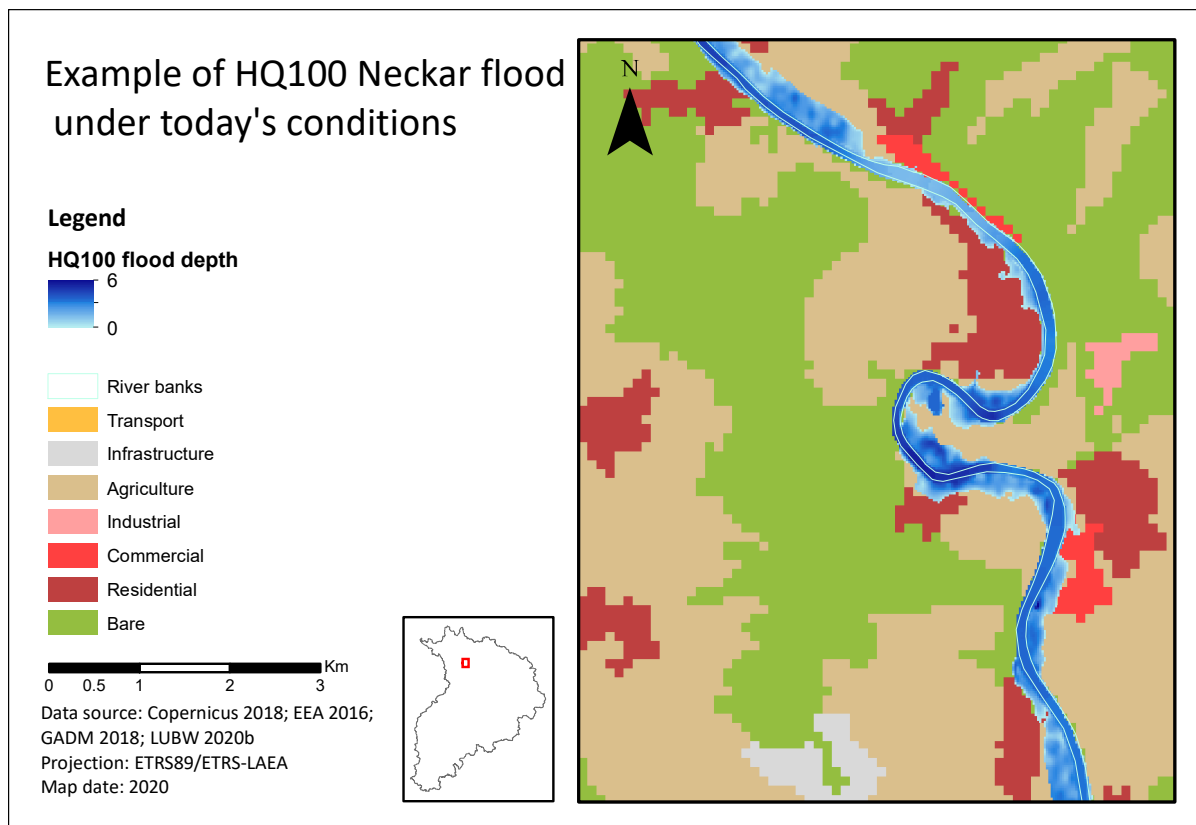 Example of HQ100 Neckar flood
under today's conditions
Legend
HQ100 flood depth
6
0
River banks
Transport
Infrastructure
Agriculture
Industrial
Commercial
Residential
Bare
Km
0 0.5 1 2 3
Data source: Copernicus 2018; EEA 2016;
GADM 2018; LUBW 2020b
Projection: ETRS89/ETRS-LAEA
Map date: 2020
N